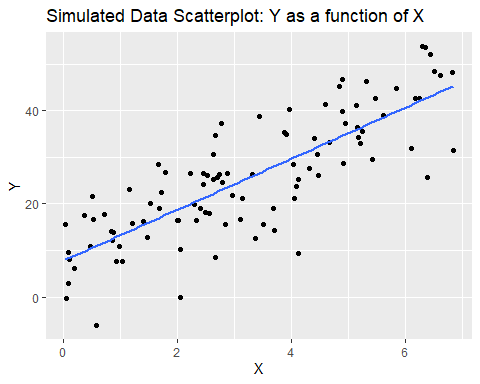 Simulated Data Scatterplot: Y as a function of X
40
20
0
Y
0 2 4 6
X